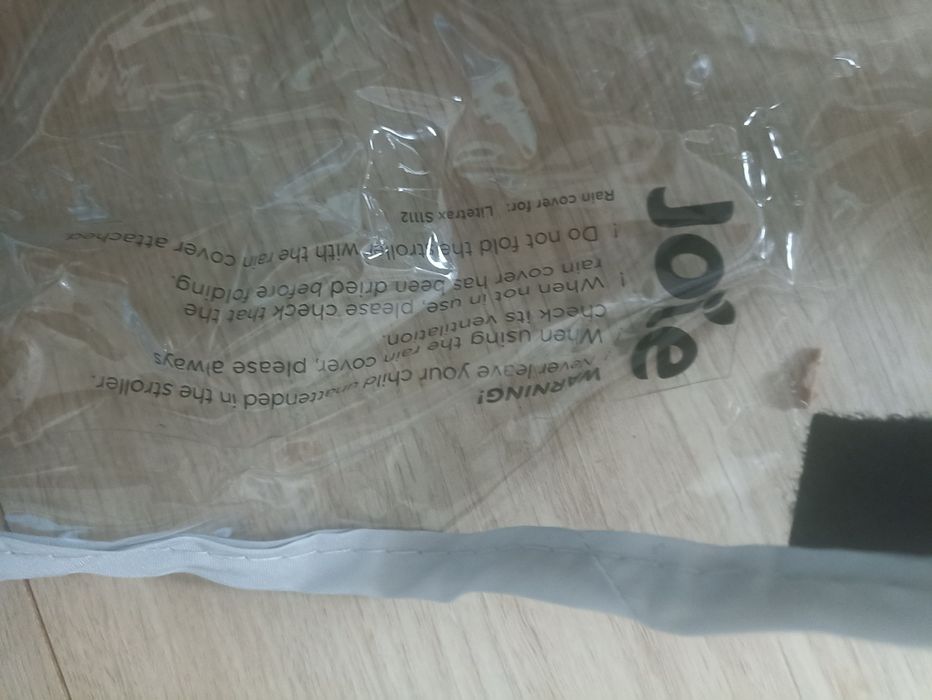 Joie
WARNING!
! Never leave your child unattended in the stroller.
! When using the rain cover, please always
check its ventilation.
! When not in use, please check that the
rain cover has been dried before folding.
! Do not fold the stroller with the rain cover attached.
Rain cover for: Litetrax S1112